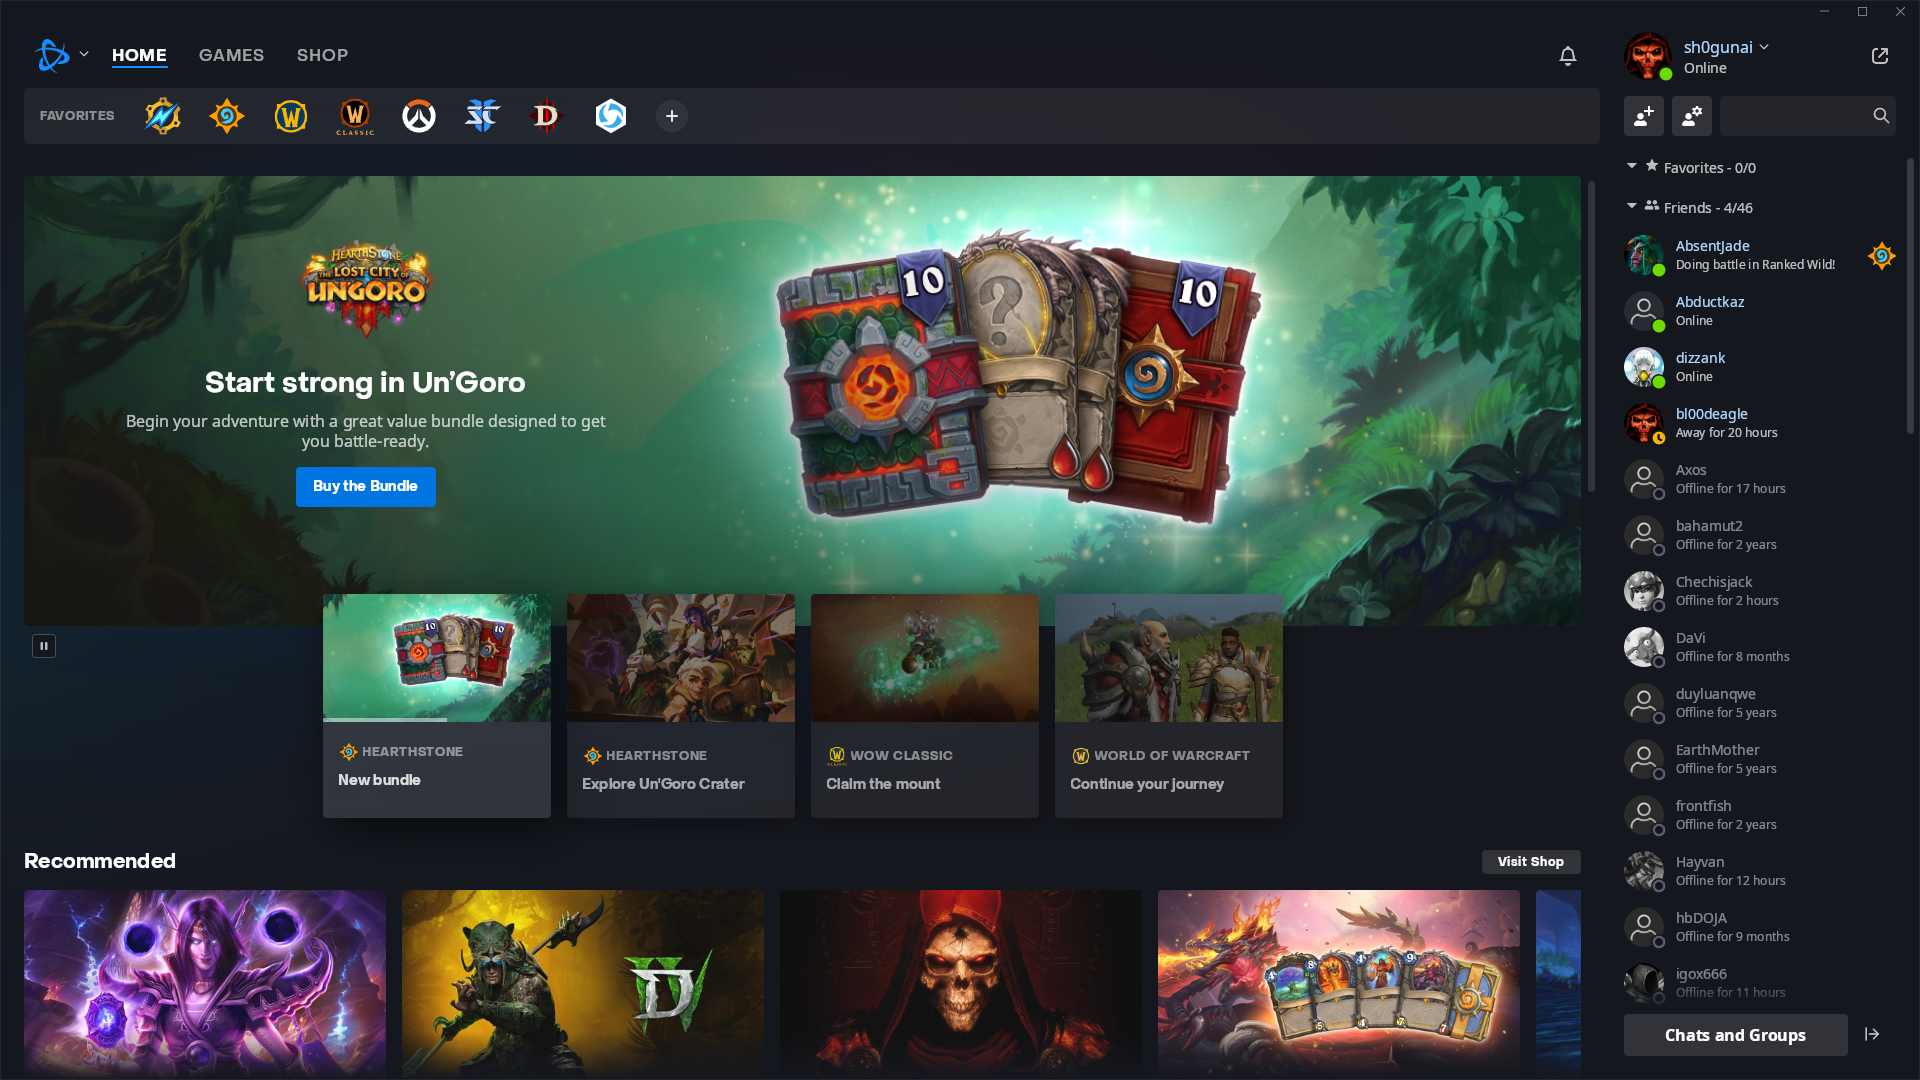 HOME
GAMES
SHOP
FAVORITES
W
W
CLASSIC
D
sh0gunai
Online
Favorites - 0/0
Friends - 4/46
AbsentJade
Doing battle in Ranked Wild!
Abductkaz
Online
dizzank
Online
bl00deagle
Away for 20 hours
Axos
Offline for 17 hours
bahamut2
Offline for 2 years
Chechisjack
Offline for 2 hours
DaVi
Offline for 8 months
duyluanqwe
Offline for 5 years
EarthMother
Offline for 5 years
frontfish
Offline for 2 years
Hayvan
Offline for 12 hours
hbDOJA
Offline for 9 months
igox666
Offline for 11 hours
Chats and Groups
HEARTHSTONE
THE LOST CITY OF
UN'GORO
Start strong in Un’Goro
Begin your adventure with a great value bundle designed to get
you battle-ready.
Buy the Bundle
10
?
10
HEARTHSTONE
New bundle
HEARTHSTONE
Explore Un'Goro Crater
WOW CLASSIC
Claim the mount
WORLD OF WARCRAFT
Continue your journey
Recommended
Visit Shop